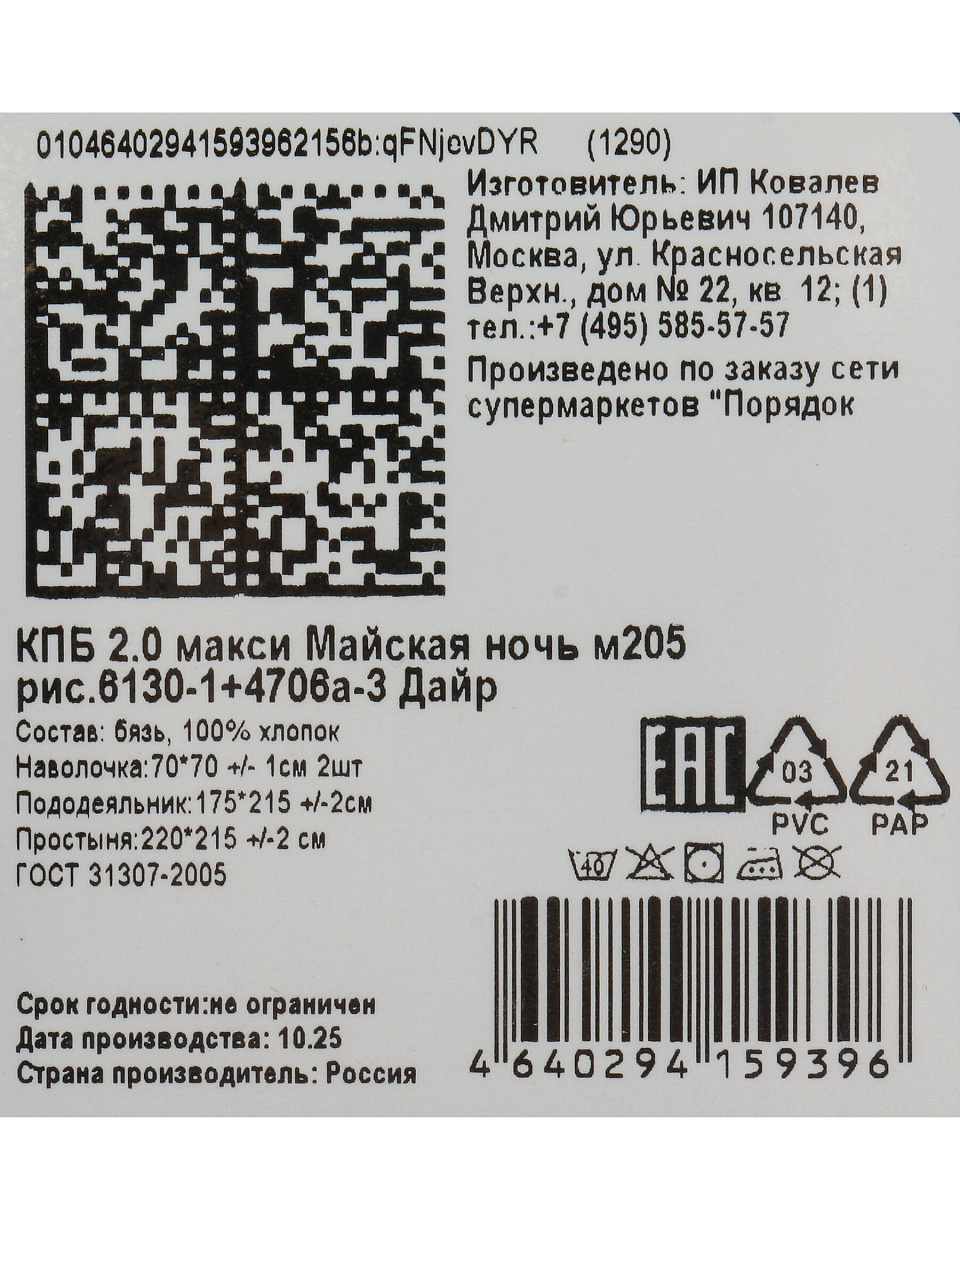 01046402941593962156b:qFNjevDYR (1290)
Изготовитель: ИП Ковалев
Дмитрий Юрьевич 107140,
Москва, ул. Красносельская
Верхн., дом № 22, кв 12; (1)
тел.:+7 (495) 585-57-57
Произведено по заказу сети
супермаркетов "Порядок
КПБ 2.0 макси Майская ночь м205
рис.6130-1+4706а-3 Дайр
Состав: бязь, 100% хлопок
Наволочка:70*70 +/- 1см 2шт
Пододеяльник:175*215 +/-2см
Простыня:220*215 +/-2 см
ГОСТ 31307-2005
EAC
03
21
PVC
PAP
40
Срок годности:не ограничен
Дата производства: 10.25
Страна производитель: Россия
4 640294 159396